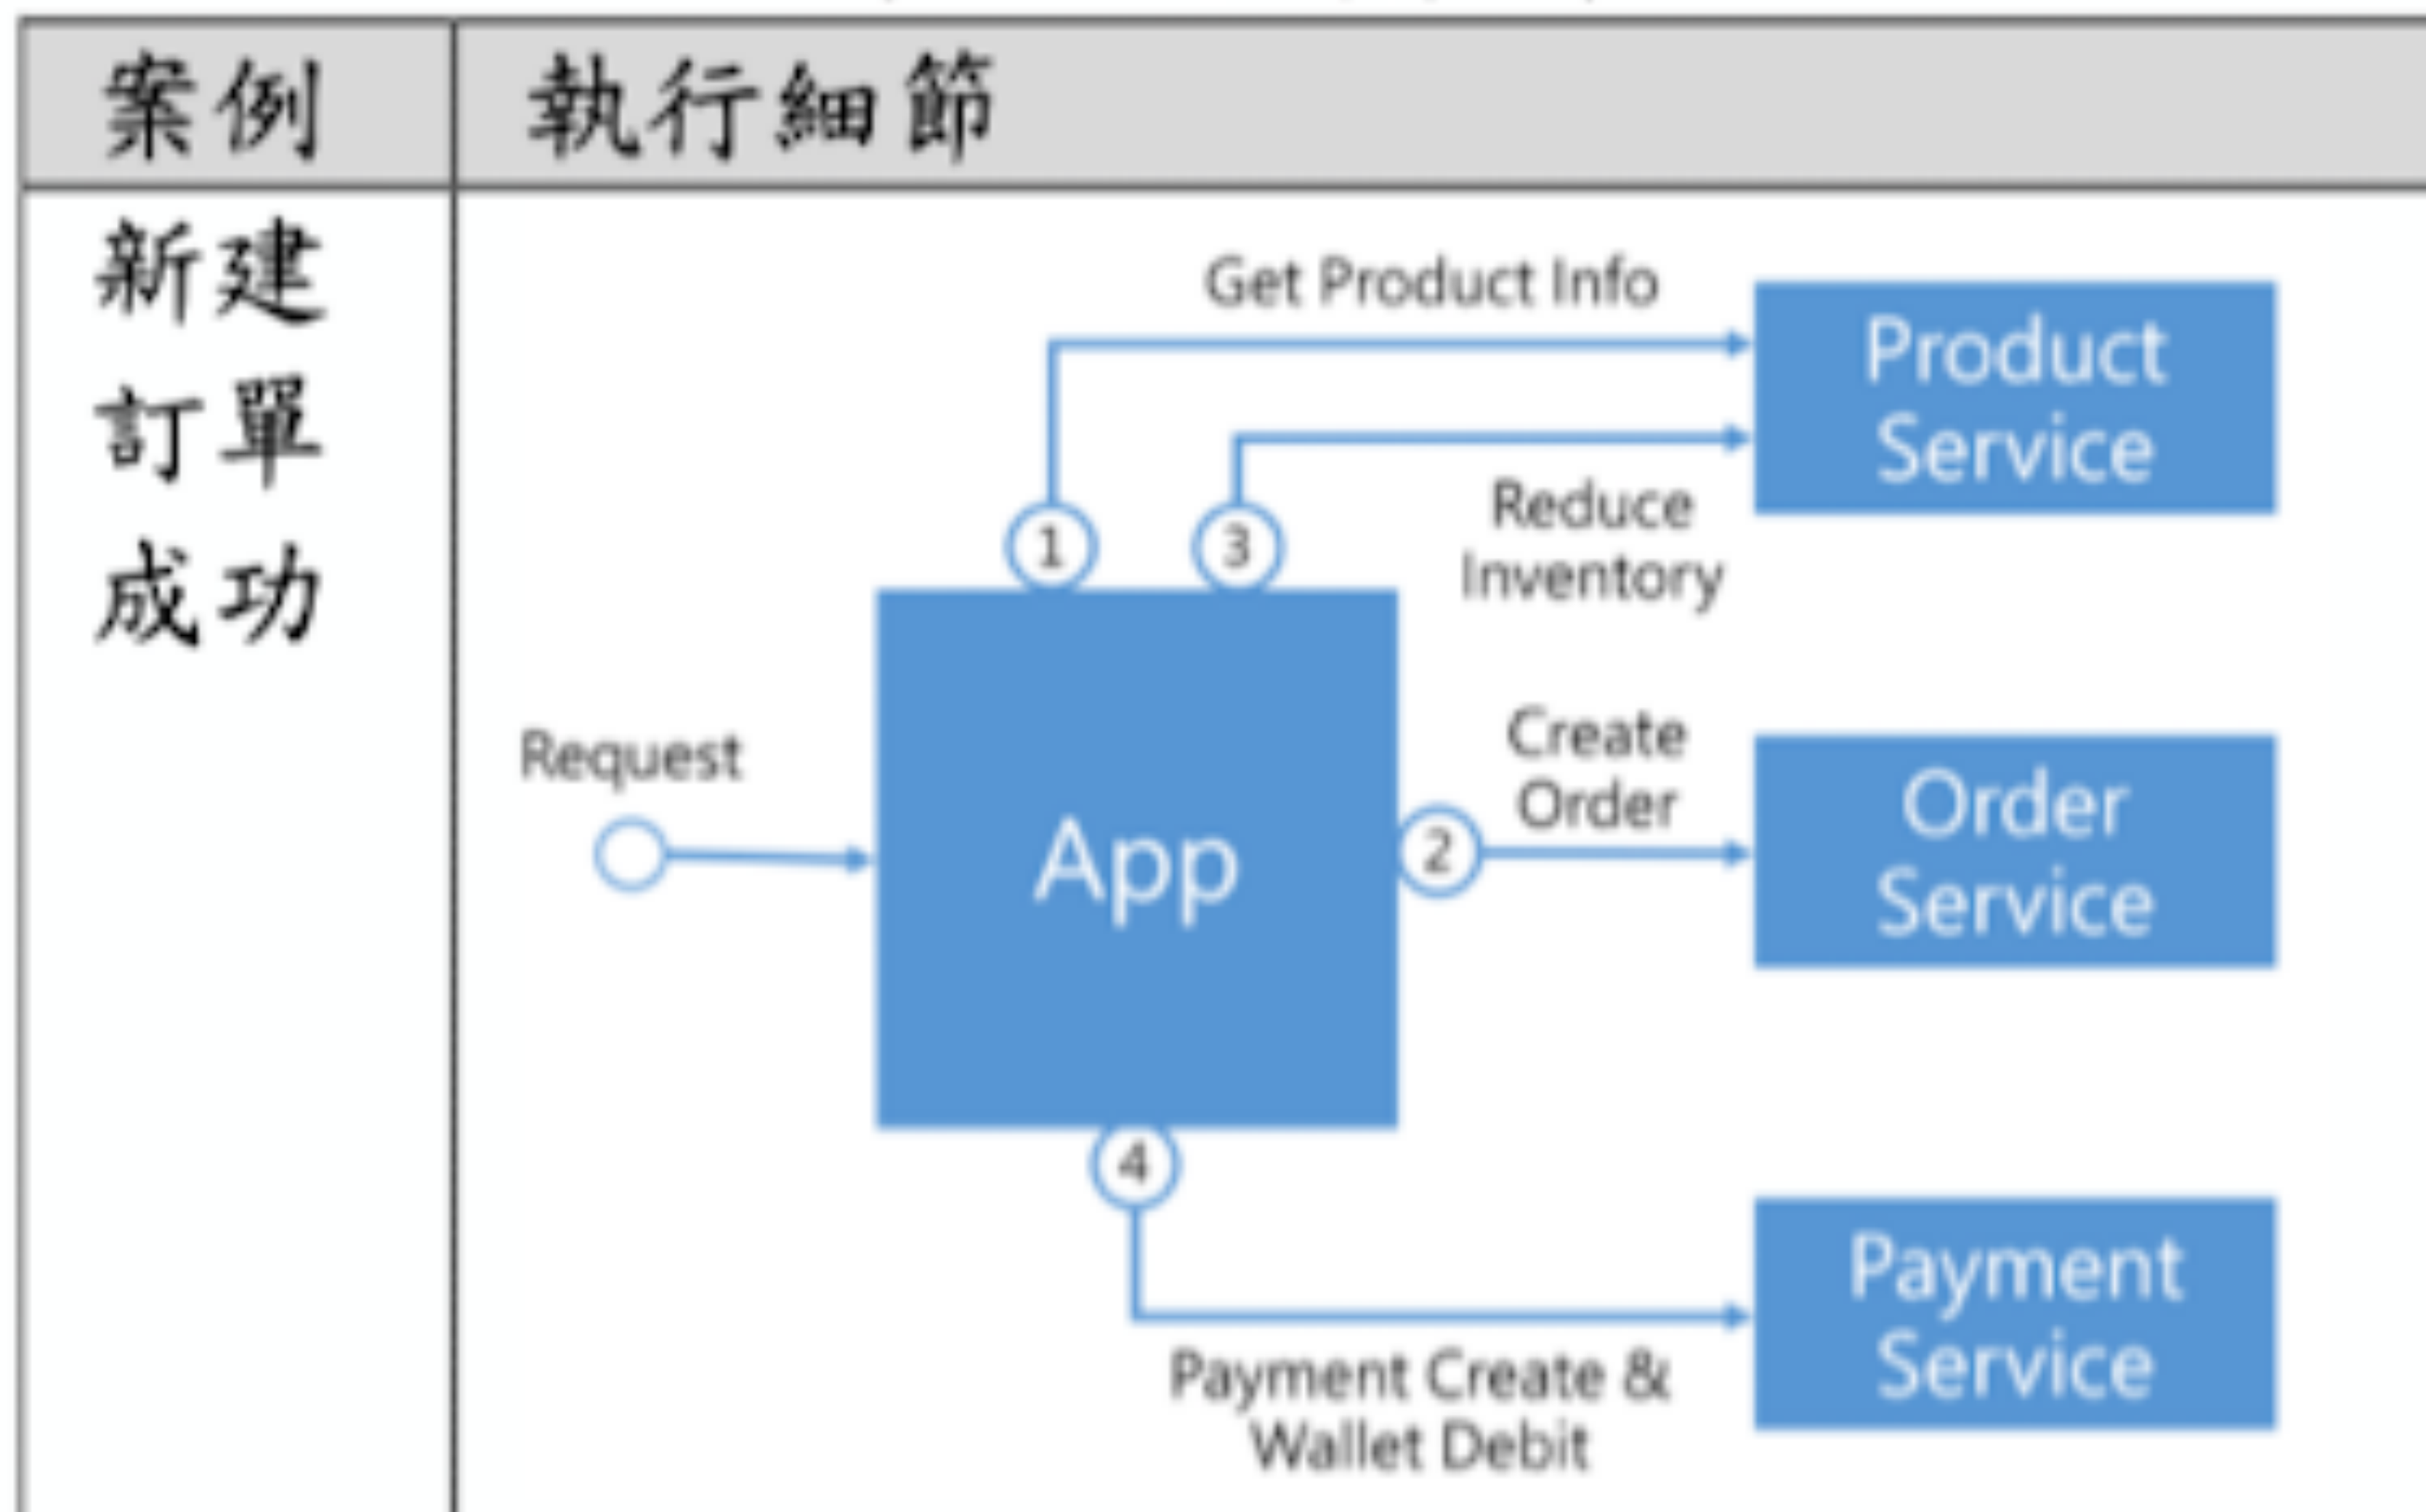 案例
執行細節
新建
訂單
成功
Get Product Info
Product
Service
Reduce
Inventory
1
3
Request
App
Create
Order
2
Order
Service
4
Payment Create &
Wallet Debit
Payment
Service